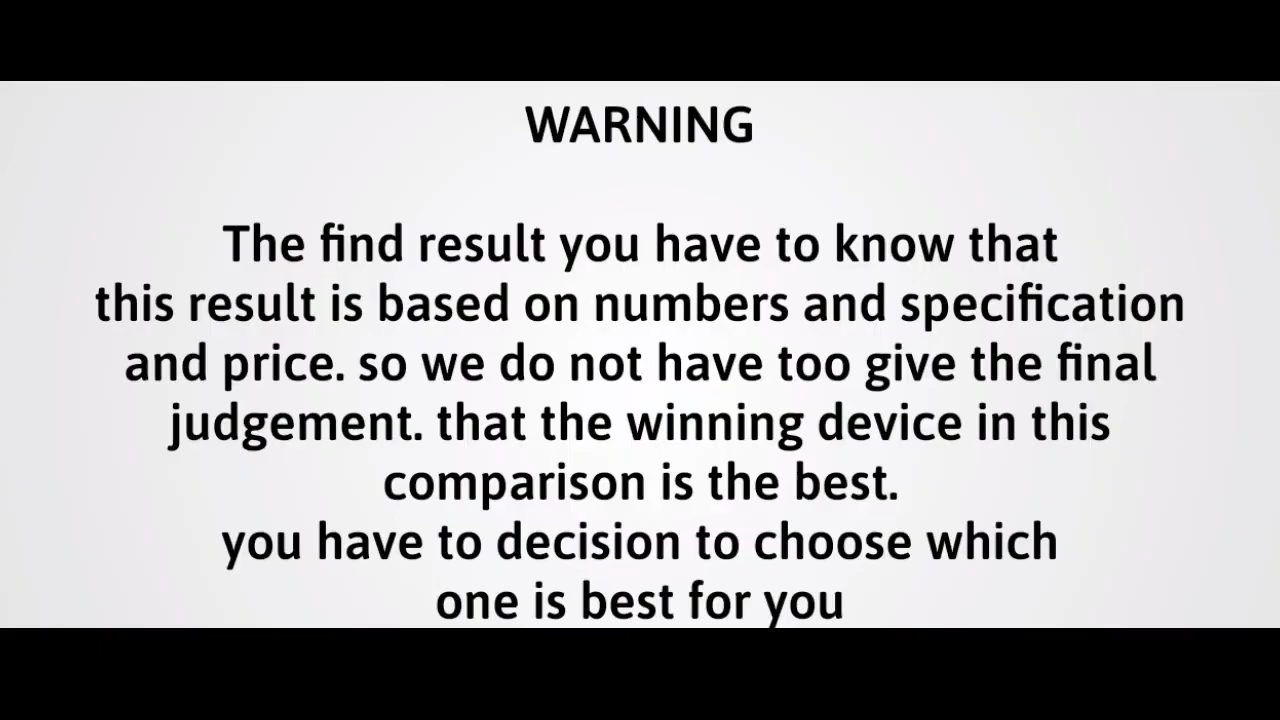 WARNING
The find result you have to know that
this result is based on numbers and specification
and price. so we do not have too give the final
judgement. that the winning device in this
comparison is the best.
you have to decision to choose which
one is best for you